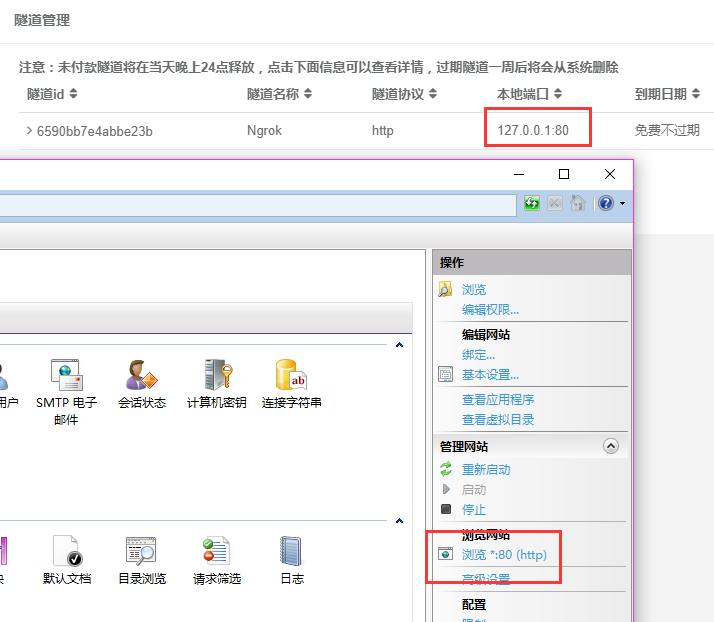 隧道管理
注意：未付款隧道将在当天晚上24点释放，点击下面信息可以查看详情，过期隧道一周后将会从系统删除
隧道id 隧道名称 隧道协议 本地端口 到期日期
6590bb7e4abbe23b Ngrok http 127.0.0.1:80 免费不过期
操作
浏览
编辑权限...
编辑网站
绑定...
基本设置...
查看应用程序
查看虚拟目录
管理网站
重新启动
启动
停止
浏览网站
浏览 *:80 (http)
高级设置
配置
用户 SMTP 电子邮件 会话状态 计算机密钥 连接字符串
默认文档 目录浏览 请求筛选 日志